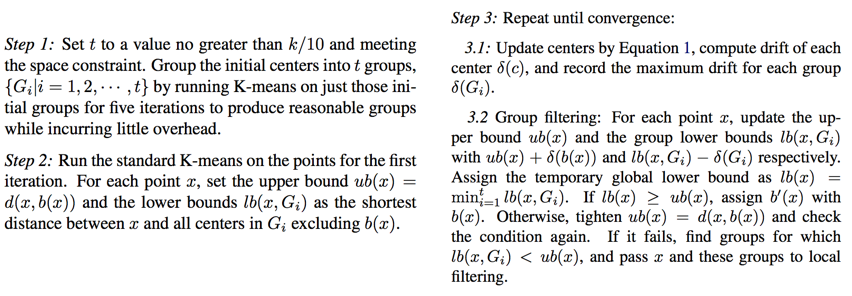 Step 1: Set t to a value no greater than k/10 and meeting
the space constraint. Group the initial centers into t groups,
{G_i|i = 1, 2, ··· , t} by running K-means on just those ini-
tial groups for five iterations to produce reasonable groups
while incurring little overhead.
Step 2: Run the standard K-means on the points for the first
iteration. For each point x, set the upper bound ub(x) =
d(x, b(x)) and the lower bounds lb(x, G_i) as the shortest
distance between x and all centers in G_i excluding b(x).
Step 3: Repeat until convergence:
3.1: Update centers by Equation 1, compute drift of each
center δ(c), and record the maximum drift for each group
δ(G_i).
3.2 Group filtering: For each point x, update the up-
per bound ub(x) and the group lower bounds lb(x, G_i)
with ub(x) + δ(b(x)) and lb(x, G_i) − δ(G_i) respectively.
Assign the temporary global lower bound as lb(x) =
min_{i=1}^t lb(x, G_i). If lb(x) ≥ ub(x), assign b′(x) with
b(x). Otherwise, tighten ub(x) = d(x, b(x)) and check
the condition again. If it fails, find groups for which
lb(x, G_i) < ub(x), and pass x and these groups to local
filtering.